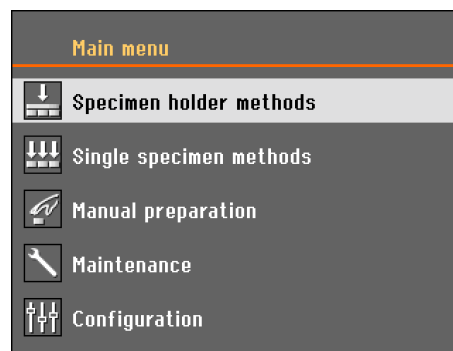 Main menu
Specimen holder methods
Single specimen methods
Manual preparation
Maintenance
Configuration